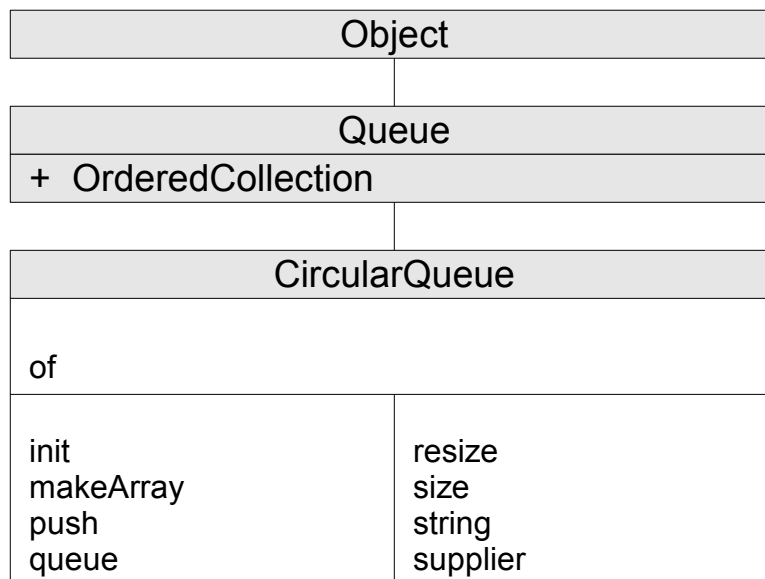 Object
Queue
+ OrderedCollection
CircularQueue
of
init
makeArray
push
queue
resize
size
string
supplier